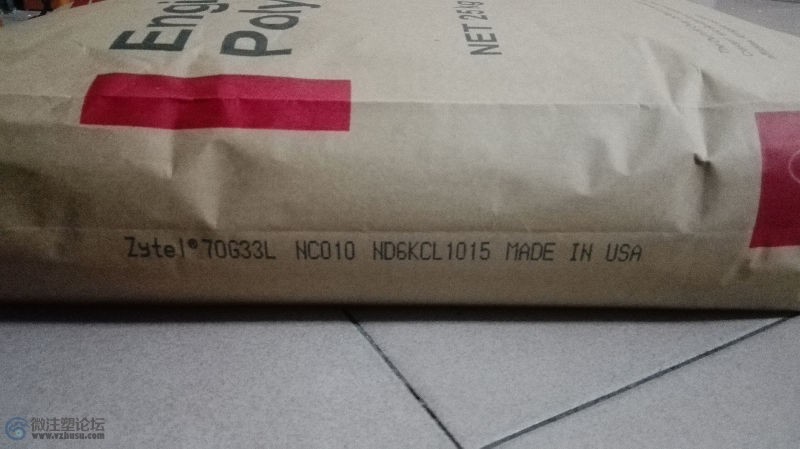 Engi
Poly
NET 25 kg
Zytel®70G33L NC010 ND6KCL1015 MADE IN USA
微注塑论坛
www.vzhusu.com